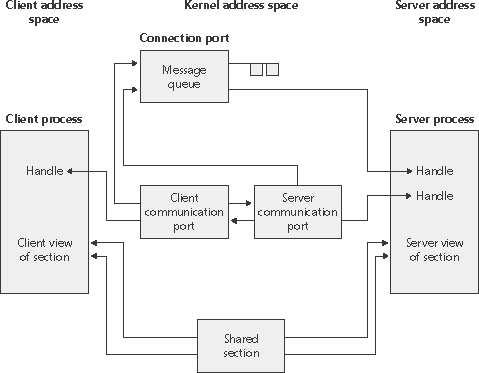 Client address
space
Kernel address space
Server address
space
Connection port
Message
queue
Client process
Server process
Handle
Handle
Handle
Client
communication
port
Server
communication
port
Client view
of section
Server view
of section
Shared
section